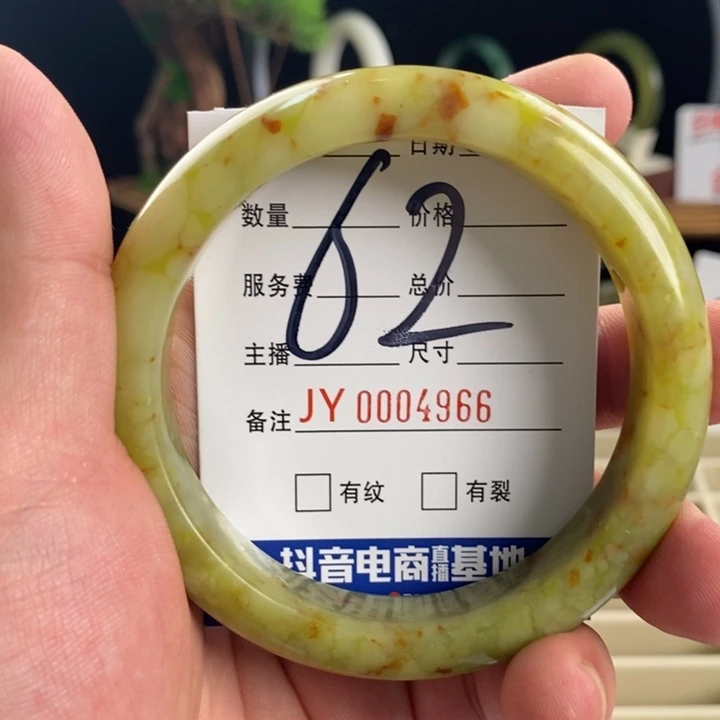 日期
62
数量 价格
服务费 总价
主播 尺寸
备注 JY 0004966
有纹 有裂
抖音电商直播基地